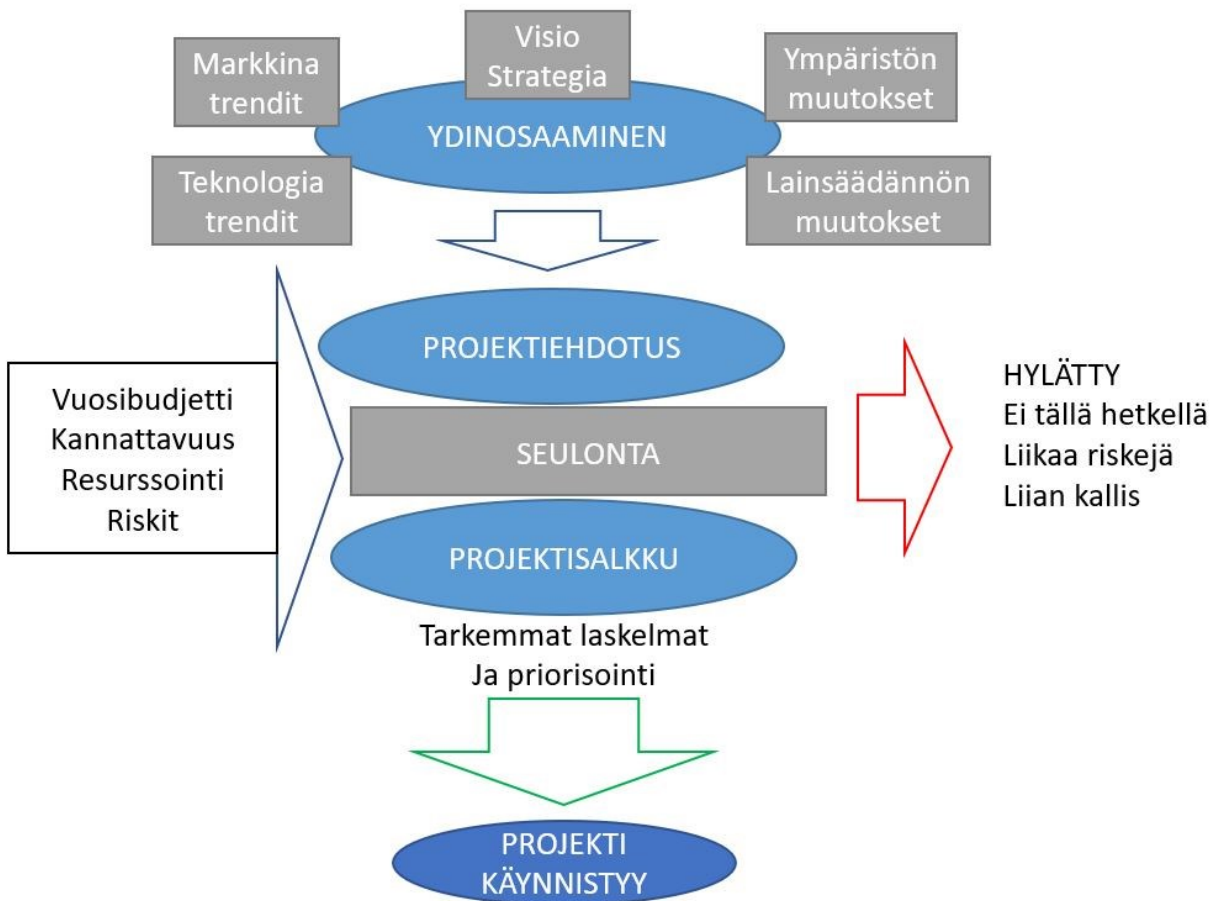 Visio
Strategia
Markkina
trendit
Ympäristön
muutokset
YDINOSAAMINEN
Teknologia
trendit
Lainsäädännön
muutokset
PROJEKTIEHDOTUS
Vuosibudjetti
Kannattavuus
Resurssointi
Riskit
SEULONTA
HYLÄTTY
Ei tällä hetkellä
Liikaa riskejä
Liian kallis
PROJEKTISALKKU
Tarkemmat laskelmat
Ja priorisointi
PROJEKTI
KÄYNNISTYY